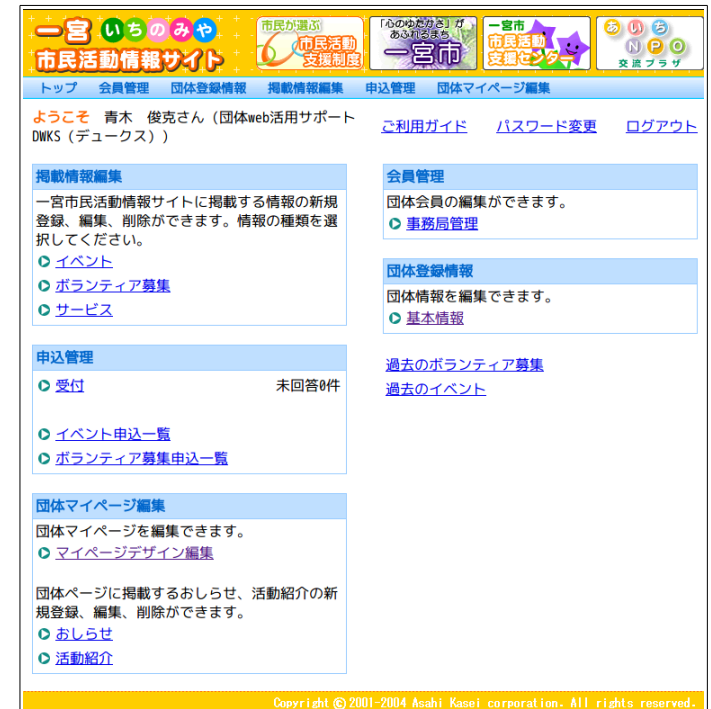 一宮 いちのみや
市民活動情報サイト
市民が選ぶ
市民活動
支援制度
「心のゆたかさ」が
あふれるまち
一宮市
一宮市
市民活動
支援センター
あいち
NPO
交流プラザ
トップ 会員管理 団体登録情報 掲載情報編集 申込管理 団体マイページ編集
ようこそ 青木 俊克さん（団体web活用サポート
DWKS（デュークス））
ご利用ガイド パスワード変更 ログアウト
掲載情報編集
一宮市民活動情報サイトに掲載する情報の新規
登録、編集、削除ができます。情報の種類を選
択してください。
イベント
ボランティア募集
サービス
申込管理
受付 未回答0件
イベント申込一覧
ボランティア募集申込一覧
団体マイページ編集
団体マイページを編集できます。
マイページデザイン編集
団体ページに掲載するおしらせ、活動紹介の新
規登録、編集、削除ができます。
おしらせ
活動紹介
会員管理
団体会員の編集ができます。
事務局管理
団体登録情報
団体情報を編集できます。
基本情報
過去のボランティア募集
過去のイベント
Copyright © 2001-2004 Asahi Kasei corporation. All rights reserved.